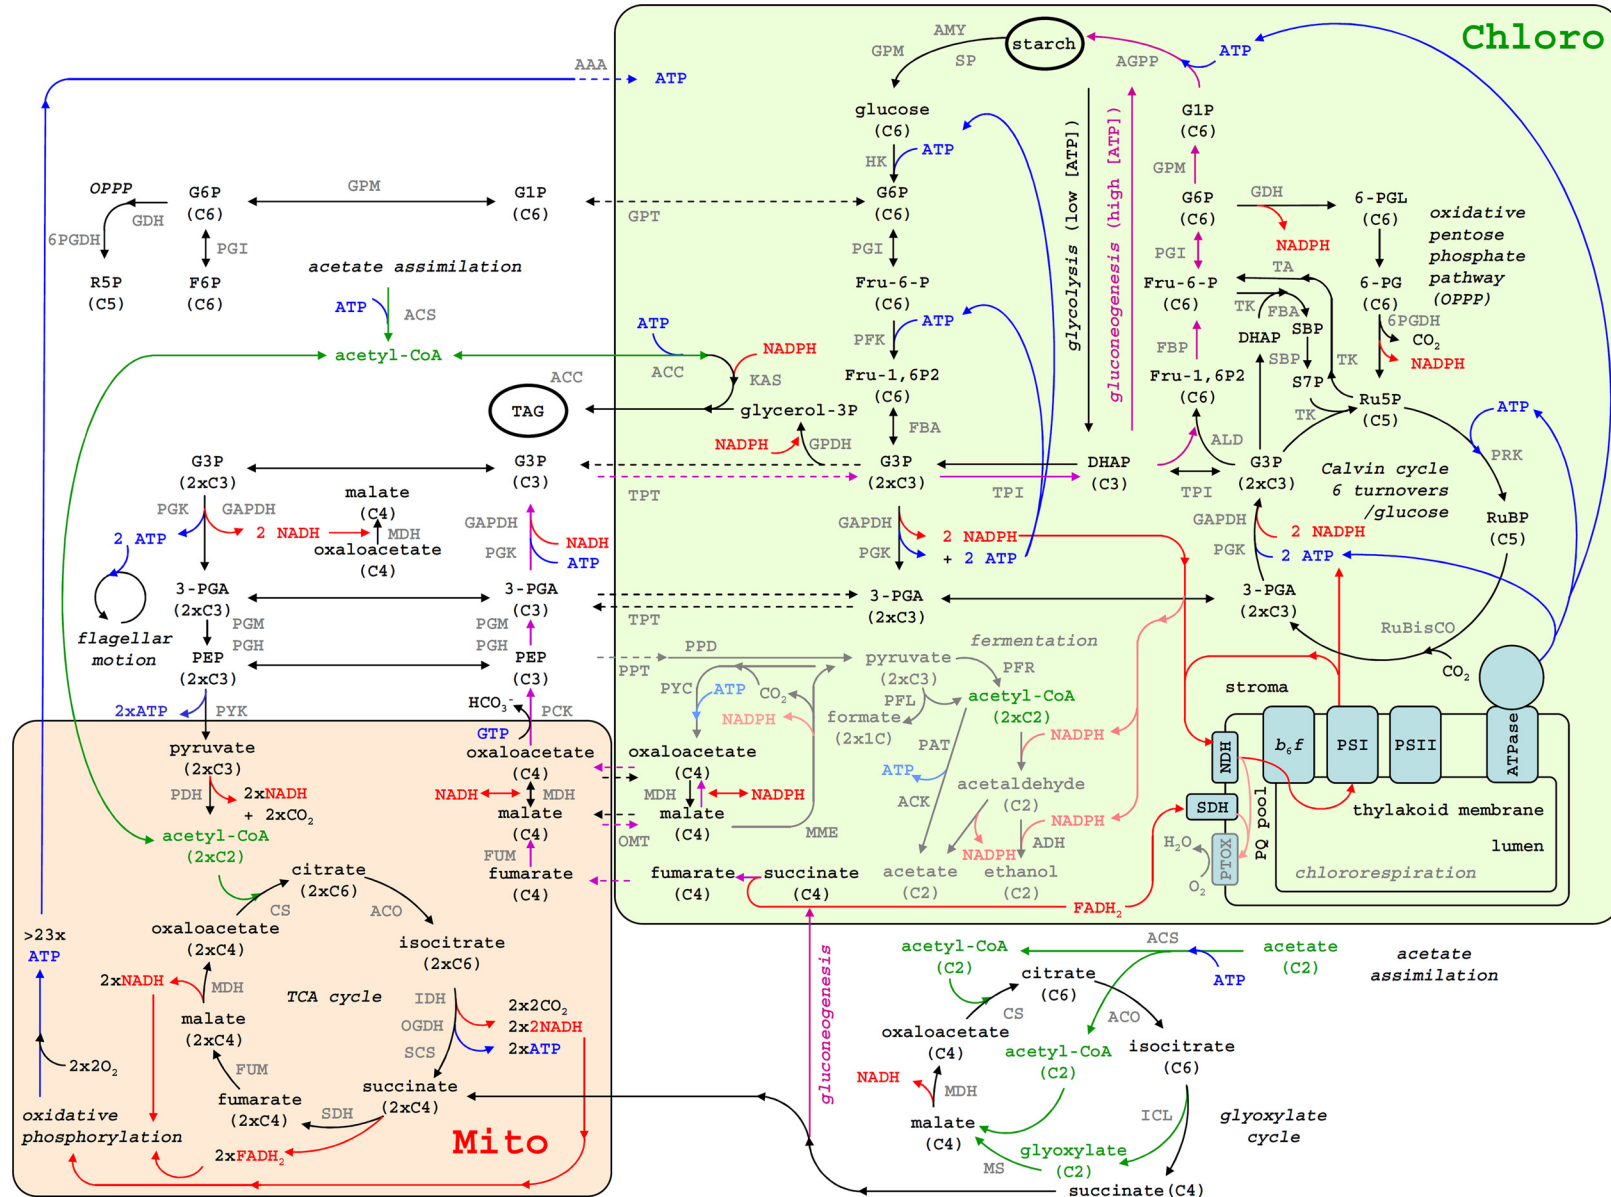 Chloro
AAA
ATP
AMY
GPM
SP
starch
AGPP
ATP
glucose
(C6)
HK
ATP
G1P
(C6)
GPM
OPPP
G6P
(C6)
GPM
G1P
(C6)
GPT
G6P
(C6)
G6P
(C6)
GDH
6-PGL
(C6)
NADPH
oxidative
pentose
phosphate
pathway
(OPPP)
GDH
6PGDH
PGI
PGI
PGI
TA
R5P
(C5)
F6P
(C6)
acetate assimilation
ATP
ACS
Fru-6-P
(C6)
Fru-6-P
(C6)
TK
FBA
6-PG
(C6)
6PGDH
CO2
NADPH
DHAP
SBP
SBP
S7P
TK
TK
glycolysis (low [ATP])
gluconeogenesis (high [ATP])
acetyl-CoA
ATP
ACC
ACC
NADPH
KAS
PFK
ATP
FBP
Fru-1,6P2
(C6)
Fru-1,6P2
(C6)
Ru5P
(C5)
ATP
PRK
TAG
glycerol-3P
NADPH
GPDH
FBA
ALD
G3P
(2xC3)
G3P
(C3)
TPT
G3P
(2xC3)
TPI
DHAP
(C3)
TPI
G3P
(2xC3)
Calvin cycle
6 turnovers
/glucose
RuBP
(C5)
PGK
GAPDH
2 ATP
2 NADH
malate
(C4)
MDH
oxaloacetate
(C4)
GAPDH
PGK
NADH
ATP
GAPDH
PGK
2 NADPH
+ 2 ATP
GAPDH
PGK
2 NADPH
2 ATP
flagellar
motion
3-PGA
(2xC3)
3-PGA
(C3)
TPT
3-PGA
(2xC3)
3-PGA
(2xC3)
RuBisCO
CO2
PGM
PGH
PGM
PGH
PEP
(2xC3)
PEP
(C3)
PPT
PPD
fermentation
pyruvate
(2xC3)
PFR
PFL
acetyl-CoA
(2xC2)
formate
(2x1C)
PYC
ATP
CO2
NADPH
2xATP
PYK
HCO3-
PCK
GTP
pyruvate
(2xC3)
oxaloacetate
(C4)
oxaloacetate
(C4)
PDH
2xNADH
+ 2xCO2
NADH
MDH
MDH
NADPH
malate
(C4)
malate
(C4)
OMT
MME
PAT
ATP
ACK
NADPH
acetaldehyde
(C2)
NADPH
NADPH
ADH
acetate
(C2)
ethanol
(C2)
stroma
NDH
b6f
PSI
PSII
ATPase
SDH
PTOX
PQ pool
H2O
O2
thylakoid membrane
lumen
chlororespiration
acetyl-CoA
(2xC2)
FUM
fumarate
(C4)
fumarate
(C4)
succinate
(C4)
FADH2
citrate
(2xC6)
CS
ACO
oxaloacetate
(2xC4)
isocitrate
(2xC6)
>23x
ATP
2xNADH
MDH
TCA cycle
malate
(2xC4)
IDH
OGDH
SCS
2x2CO2
2x2NADH
2xATP
2x2O2
FUM
fumarate
(2xC4)
SDH
succinate
(2xC4)
oxidative
phosphorylation
2xFADH2
Mito
gluconeogenesis
acetyl-CoA
(C2)
ACS
ATP
acetate
(C2)
acetate
assimilation
citrate
(C6)
CS
ACO
oxaloacetate
(C4)
acetyl-CoA
(C2)
isocitrate
(C6)
NADH
MDH
malate
(C4)
ICL
glyoxylate
cycle
MS
glyoxylate
(C2)
succinate(C4)